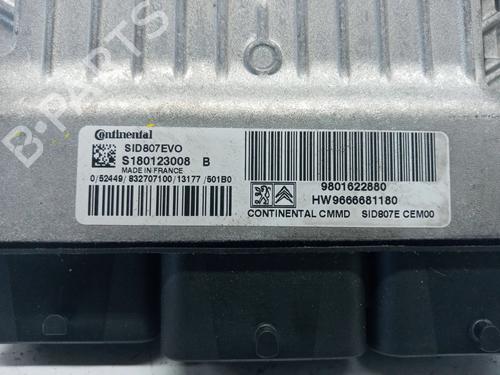 B-PARTS
Continental
SID807EVO
S180123008 B
MADE IN FRANCE
0/52449/832707100/13177/501B0
9801622880
HW9666681180
CONTINENTAL CMMD SID807E CEM00